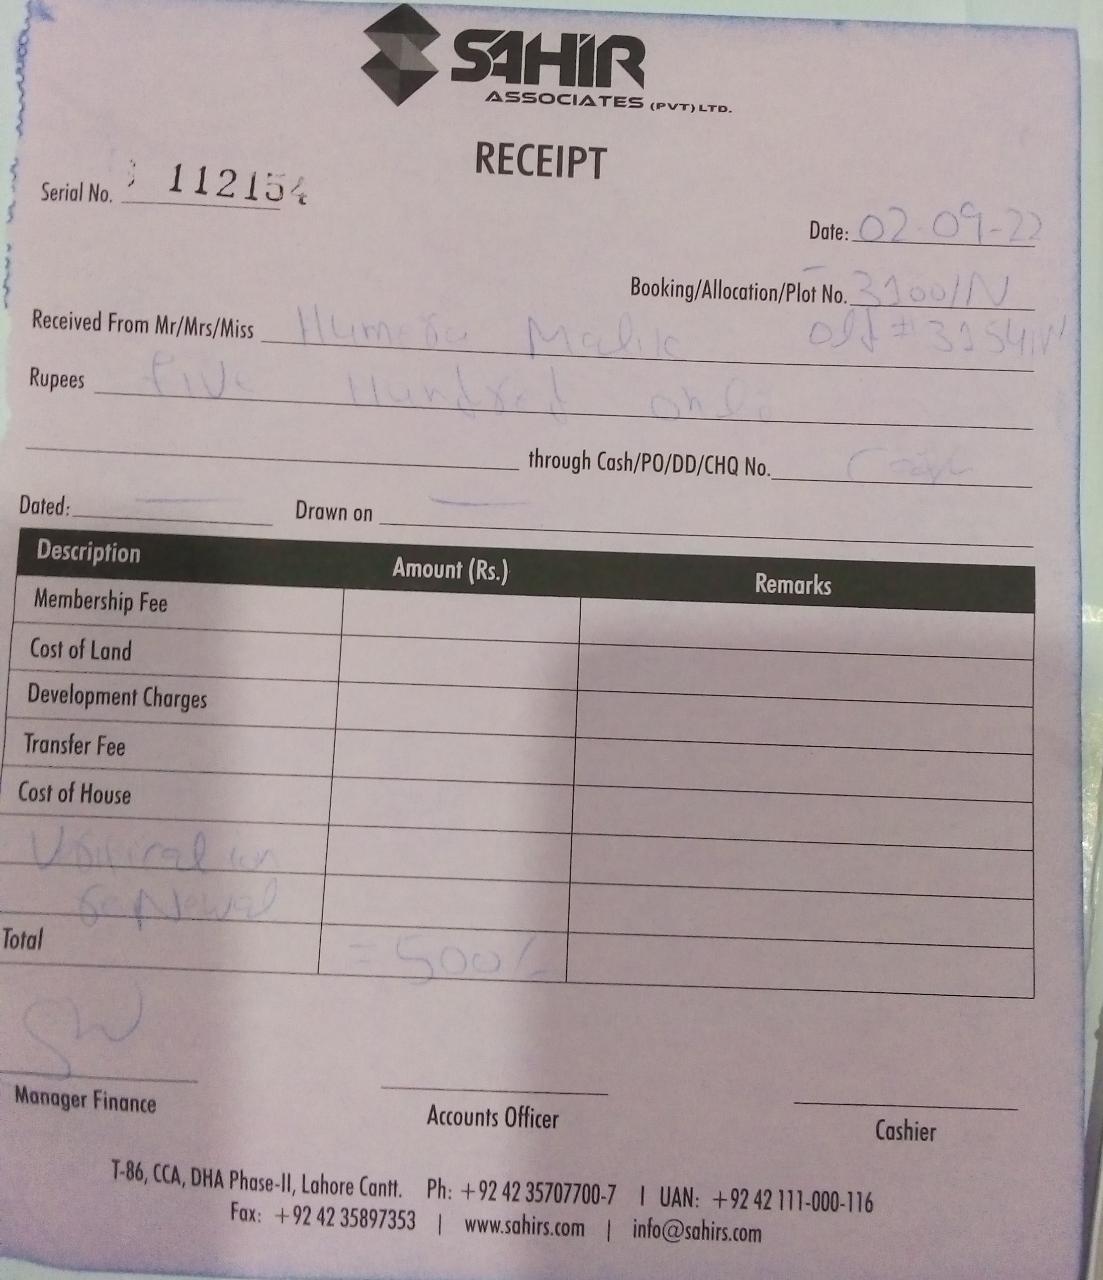 SAHIR
ASSOCIATES (PVT) LTD.
RECEIPT
Serial No. 112154
Date: 02-09-22
Booking/Allocation/Plot No. 3100/N
Received From Mr/Mrs/Miss Humera Malik old # 3154/N
Rupees five Hundred only
through Cash/PO/DD/CHQ No. Cash
Dated: — Drawn on —
Description Amount (Rs.) Remarks
Membership Fee
Cost of Land
Development Charges
Transfer Fee
Cost of House
ReNewal
Total = 500/-
Manager Finance
Accounts Officer
Cashier
T-86, CCA, DHA Phase-II, Lahore Cantt. Ph: +92 42 35707700-7 | UAN: +92 42 111-000-116
Fax: +92 42 35897353 | www.sahirs.com | info@sahirs.com